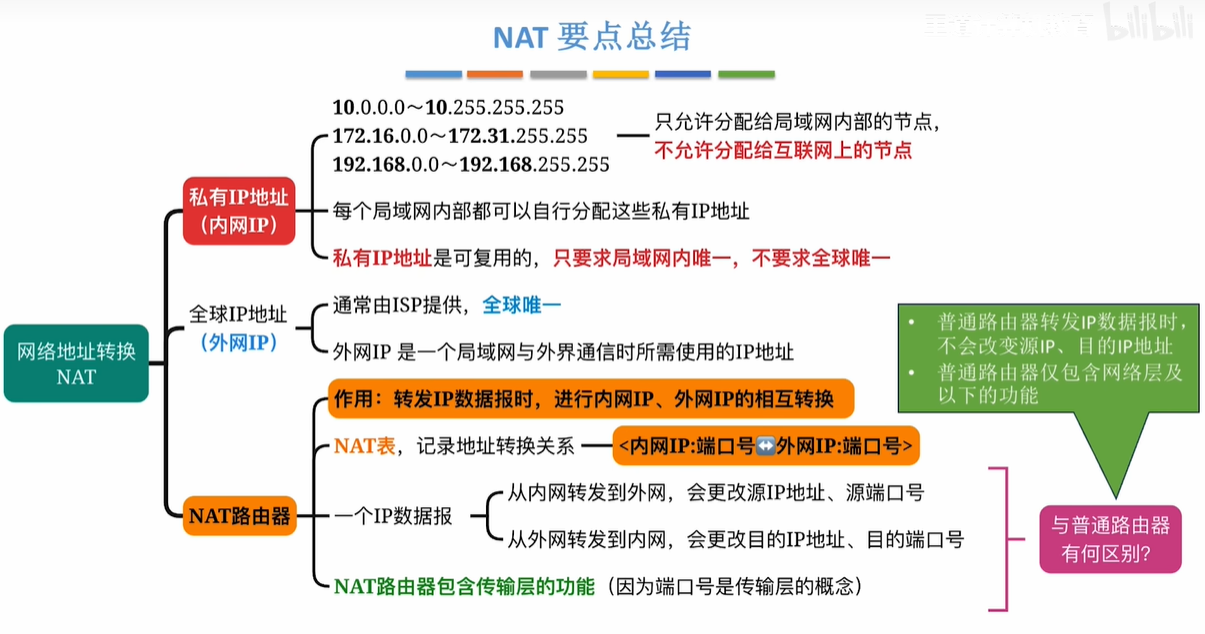 NAT 要点总结
bilibili
10.0.0.0～10.255.255.255
172.16.0.0～172.31.255.255
192.168.0.0～192.168.255.255
只允许分配给局域网内部的节点，
不允许分配给互联网上的节点
私有IP地址
（内网IP）
每个局域网内部都可以自行分配这些私有IP地址
私有IP地址是可复用的，只要求局域网内唯一，不要求全球唯一
全球IP地址
（外网IP）
通常由ISP提供，全球唯一
外网IP 是一个局域网与外界通信时所需使用的IP地址
网络地址转换
NAT
作用：转发IP数据报时，进行内网IP、外网IP的相互转换
NAT表，记录地址转换关系
<内网IP:端口号↔外网IP:端口号>
NAT路由器
一个IP数据报
从内网转发到外网，会更改源IP地址、源端口号
从外网转发到内网，会更改目的IP地址、目的端口号
NAT路由器包含传输层的功能（因为端口号是传输层的概念）
• 普通路由器转发IP数据报时，
不会改变源IP、目的IP地址
• 普通路由器仅包含网络层及
以下的功能
与普通路由器
有何区别？